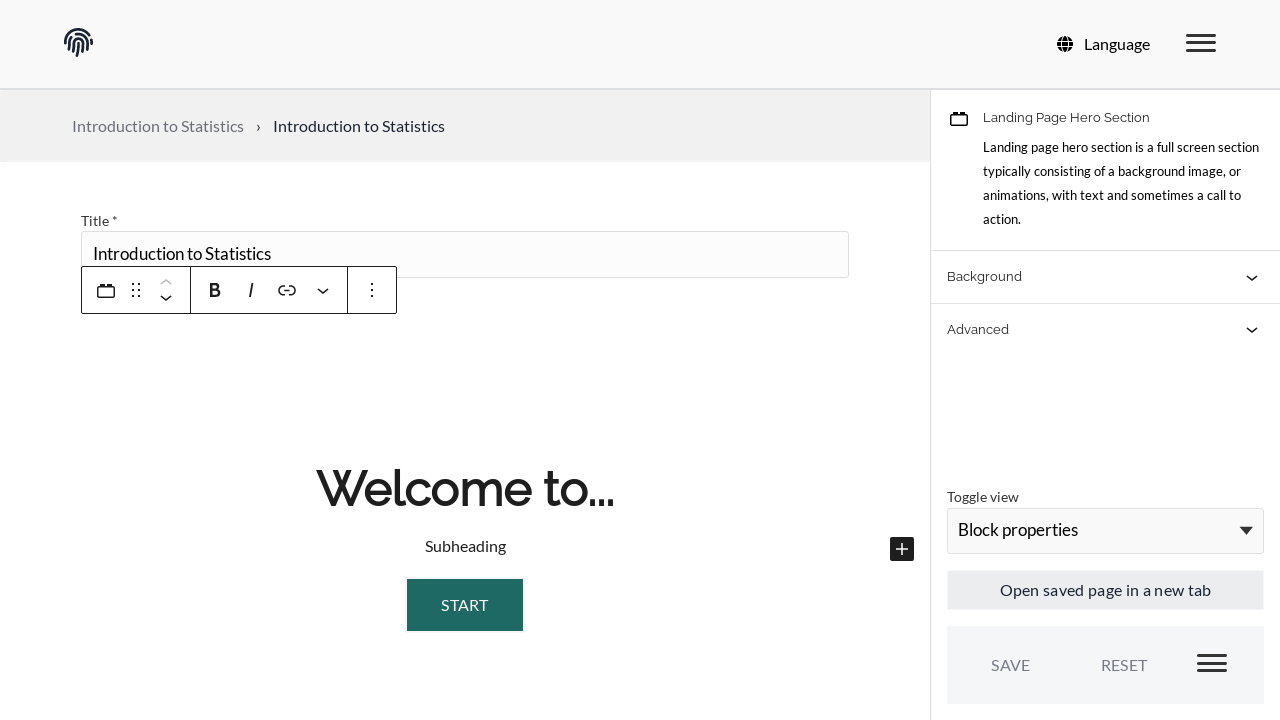 Language
Introduction to Statistics › Introduction to Statistics
Title *
Introduction to Statistics
B I
Welcome to...
Subheading
START
Landing Page Hero Section
Landing page hero section is a full screen section
typically consisting of a background image, or
animations, with text and sometimes a call to
action.
Background
Advanced
Toggle view
Block properties
Open saved page in a new tab
SAVE RESET